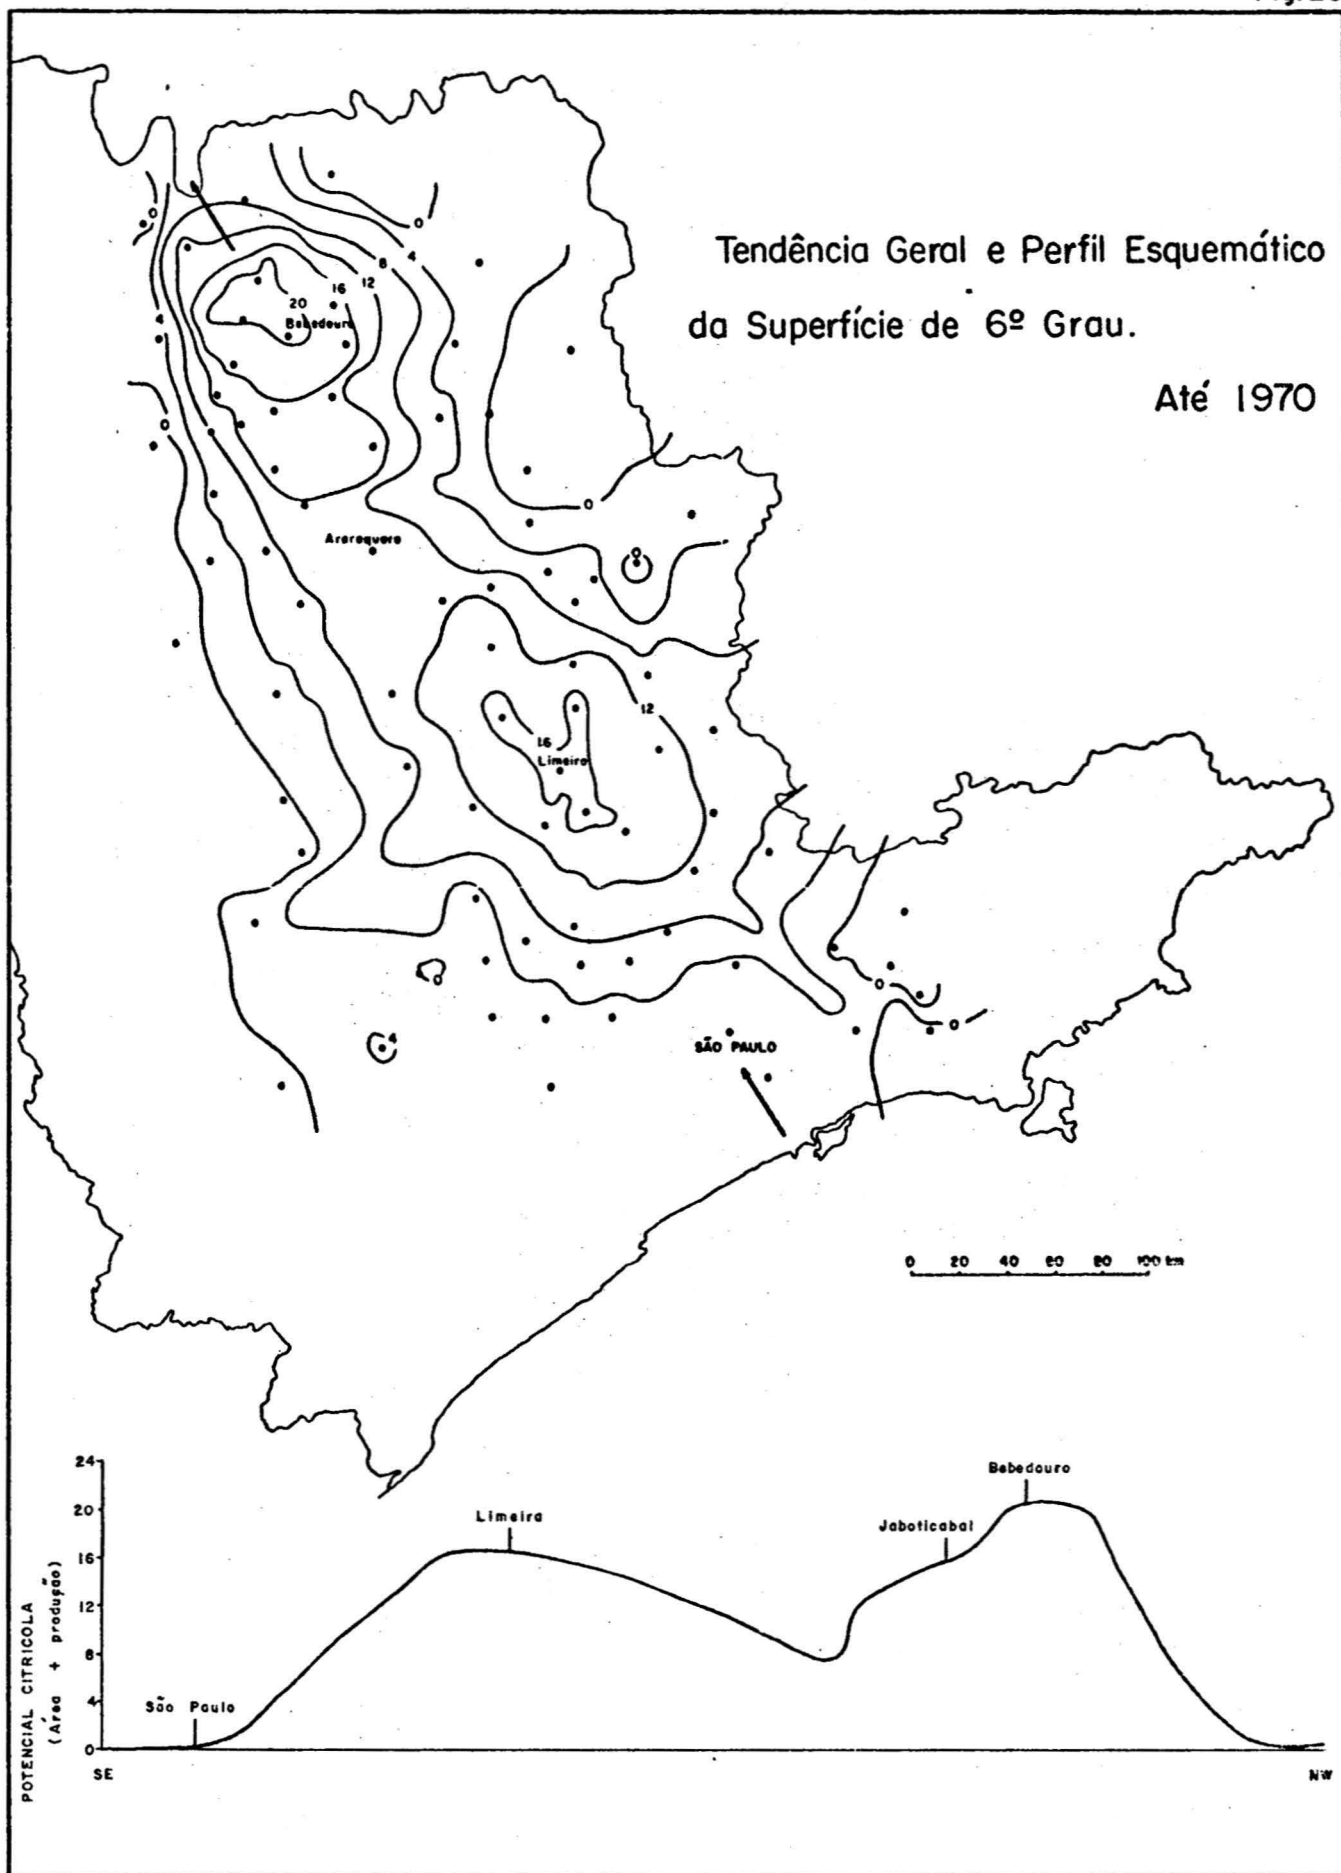 Tendência Geral e Perfil Esquemático
da Superfície de 6º Grau.
Até 1970
0
4
8
12
16
20
Bebedouro
4
0
0
0
Araraquara
12
16
Limeira
0
4
0
0
SÃO PAULO
0 20 40 60 80 100 km
POTENCIAL CITRICOLA
(Área + produção)
24
20
16
12
8
4
0
São Paulo
Limeira
Jaboticabal
Bebedouro
SE
NW